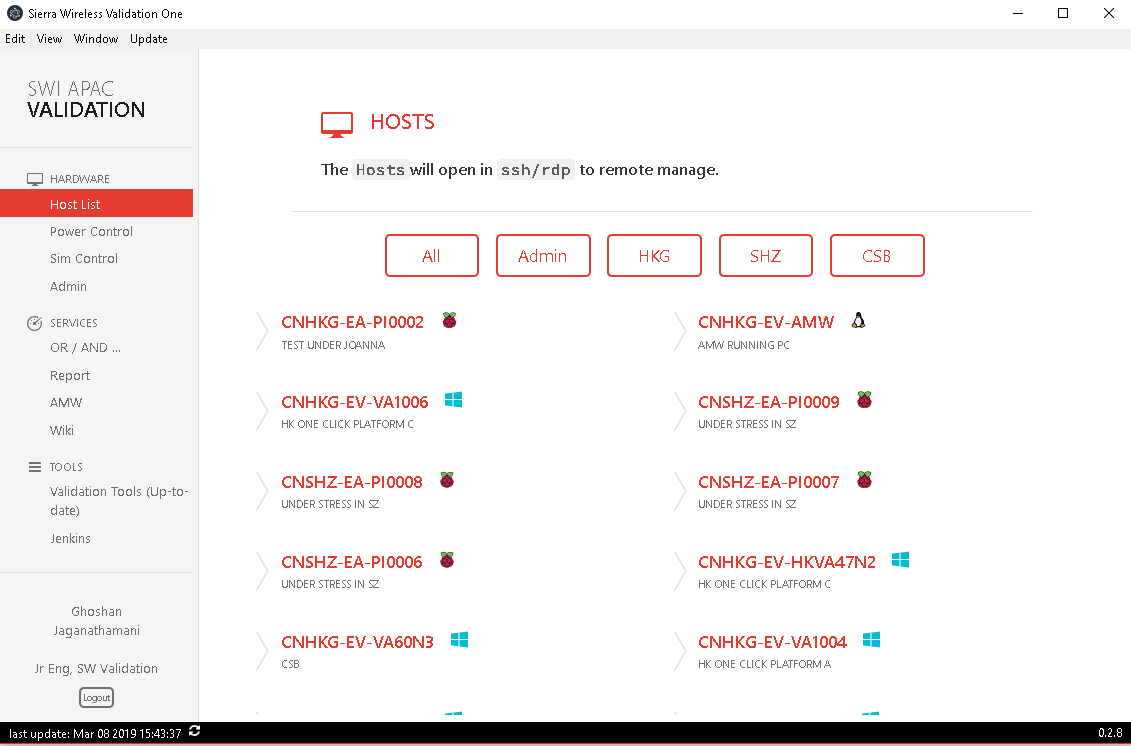 Sierra Wireless Validation One
Edit View Window Update
SWI APAC
VALIDATION
HARDWARE
Host List
Power Control
Sim Control
Admin
SERVICES
OR / AND ...
Report
AMW
Wiki
TOOLS
Validation Tools (Up-to-
date)
Jenkins
Ghoshan
Jaganathamani
Jr Eng, SW Validation
Logout
HOSTS
The Hosts will open in ssh/rdp to remote manage.
All Admin HKG SHZ CSB
CNHKG-EA-PI0002
TEST UNDER JOANNA
CNHKG-EV-AMW
AMW RUNNING PC
CNHKG-EV-VA1006
HK ONE CLICK PLATFORM C
CNSHZ-EA-PI0009
UNDER STRESS IN SZ
CNSHZ-EA-PI0008
UNDER STRESS IN SZ
CNSHZ-EA-PI0007
UNDER STRESS IN SZ
CNSHZ-EA-PI0006
UNDER STRESS IN SZ
CNHKG-EV-HKVA47N2
HK ONE CLICK PLATFORM C
CNHKG-EV-VA60N3
CSB
CNHKG-EV-VA1004
HK ONE CLICK PLATFORM A
last update: Mar 08 2019 15:43:37
0.2.8